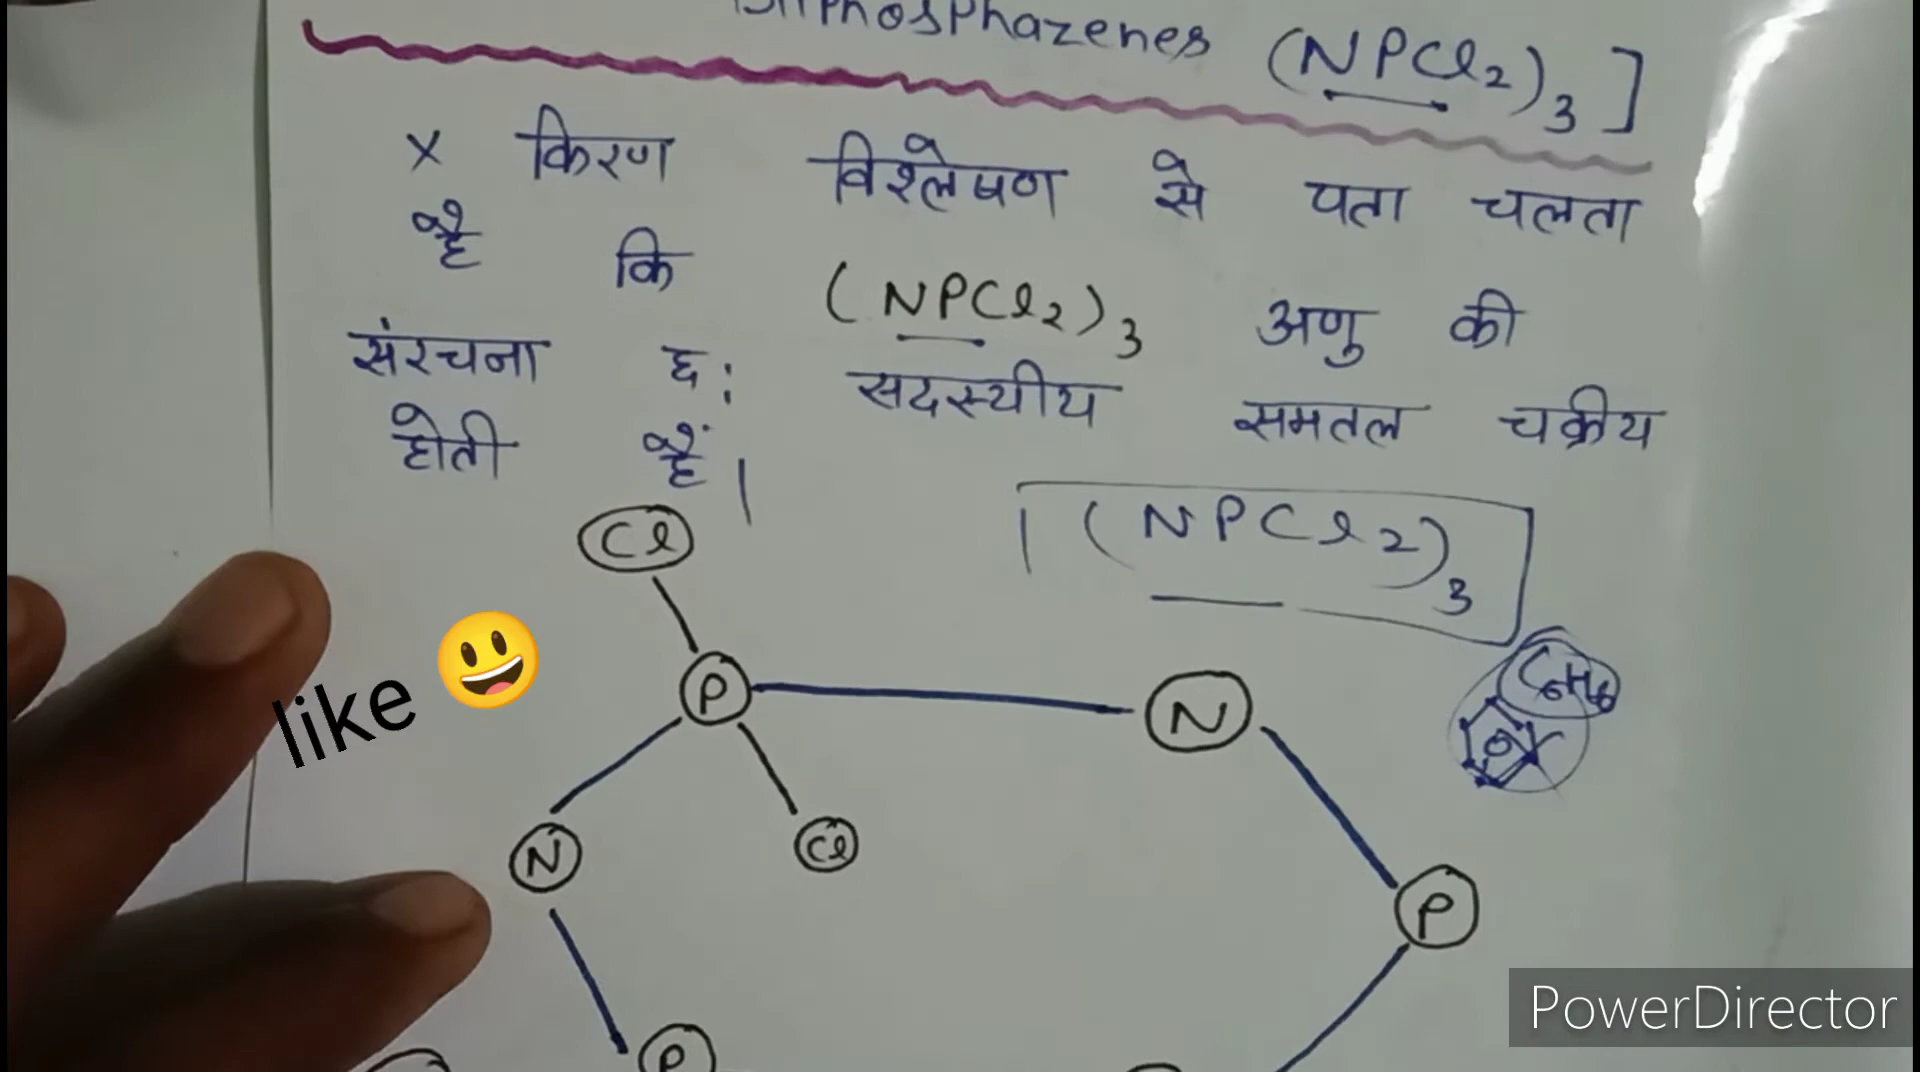 phosphazenes (NPCl₂)₃]
X किरण विश्लेषण से पता चलता
है कि (NPCl₂)₃ अणु की
संरचना छ: सदस्यीय समतल चक्रीय
होती हैं।
(NPCl₂)₃
Cl
C₆H₆
like 😃
P N
N Cl
P
P
PowerDirector